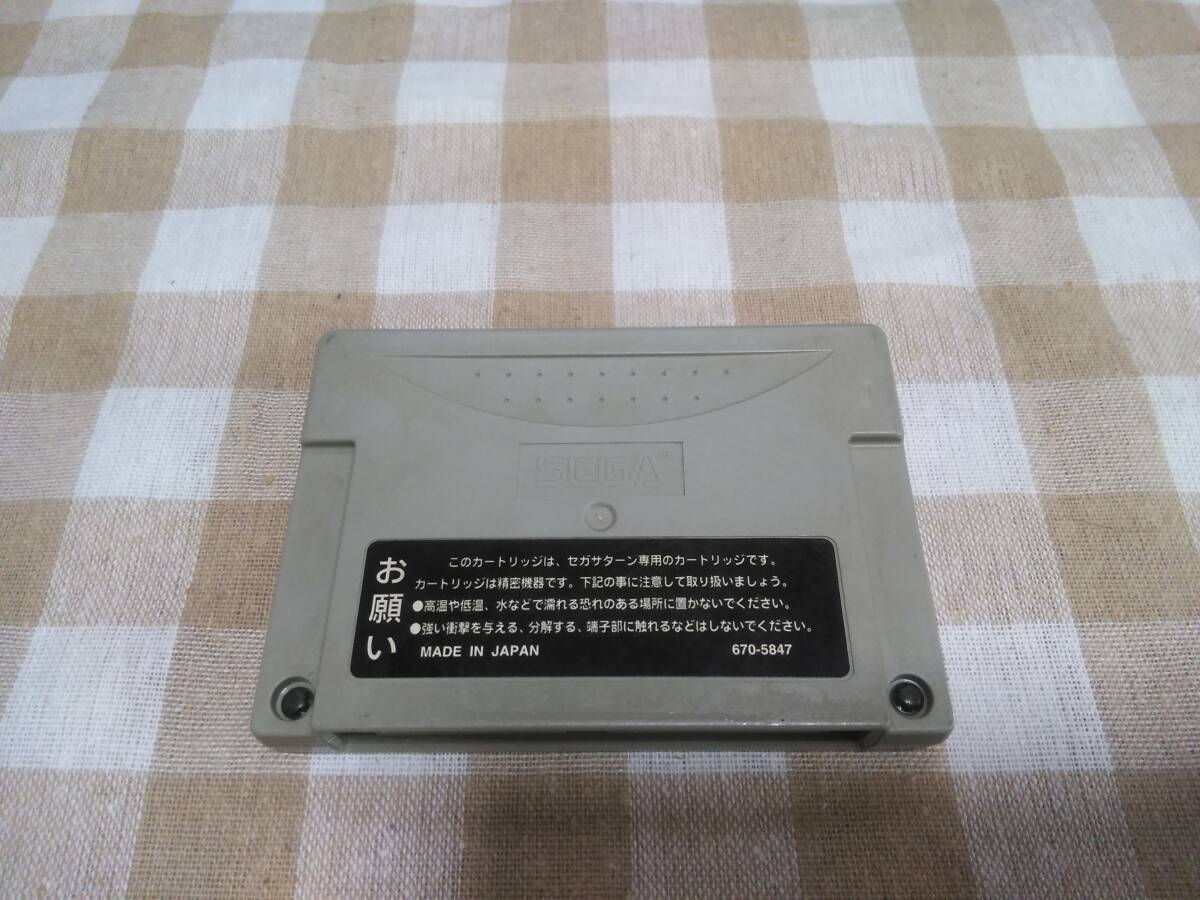 SEGA
お願い
このカートリッジは、セガサターン専用のカートリッジです。
カートリッジは精密機器です。下記の事に注意して取り扱いましょう。
●高温や低温、水などで濡れる恐れのある場所に置かないでください。
●強い衝撃を与える、分解する、端子部に触れるなどはしないでください。
MADE IN JAPAN 670-5847